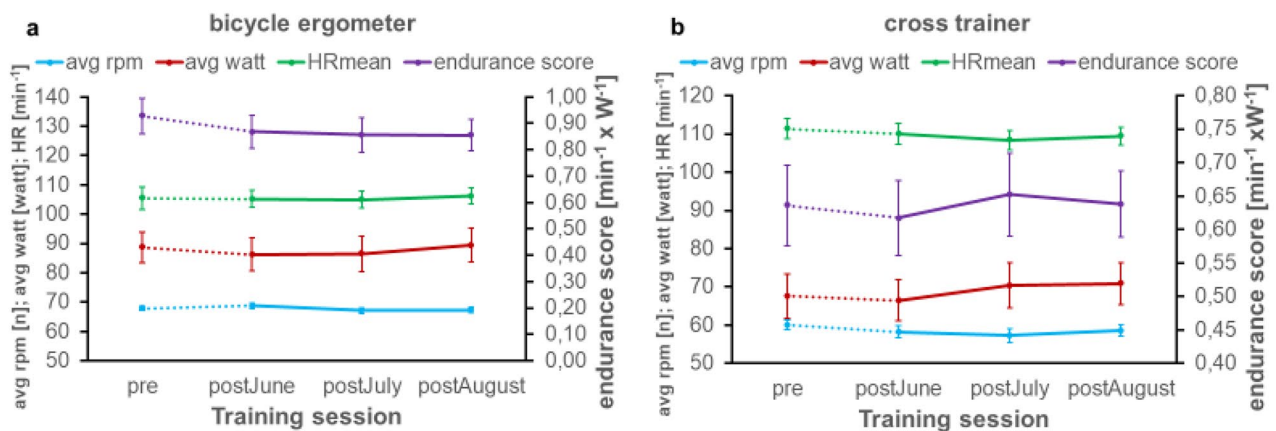 a
bicycle ergometer
avg rpm avg watt HRmean endurance score
avg rpm [n]; avg watt [watt]; HR [min⁻¹]
140
130
120
110
100
90
80
70
60
50
1,00
0,90
0,80
0,70
0,60
0,50
0,40
0,30
0,20
0,10
0,00
endurance score [min⁻¹ x W⁻¹]
pre postJune postJuly postAugust
Training session
b
cross trainer
avg rpm avg watt HRmean endurance score
avg rpm [n]; avg watt [watt]; HR [min⁻¹]
120
110
100
90
80
70
60
50
0,80
0,75
0,70
0,65
0,60
0,55
0,50
0,45
0,40
endurance score [min⁻¹ xW⁻¹]
pre postJune postJuly postAugust
Training session